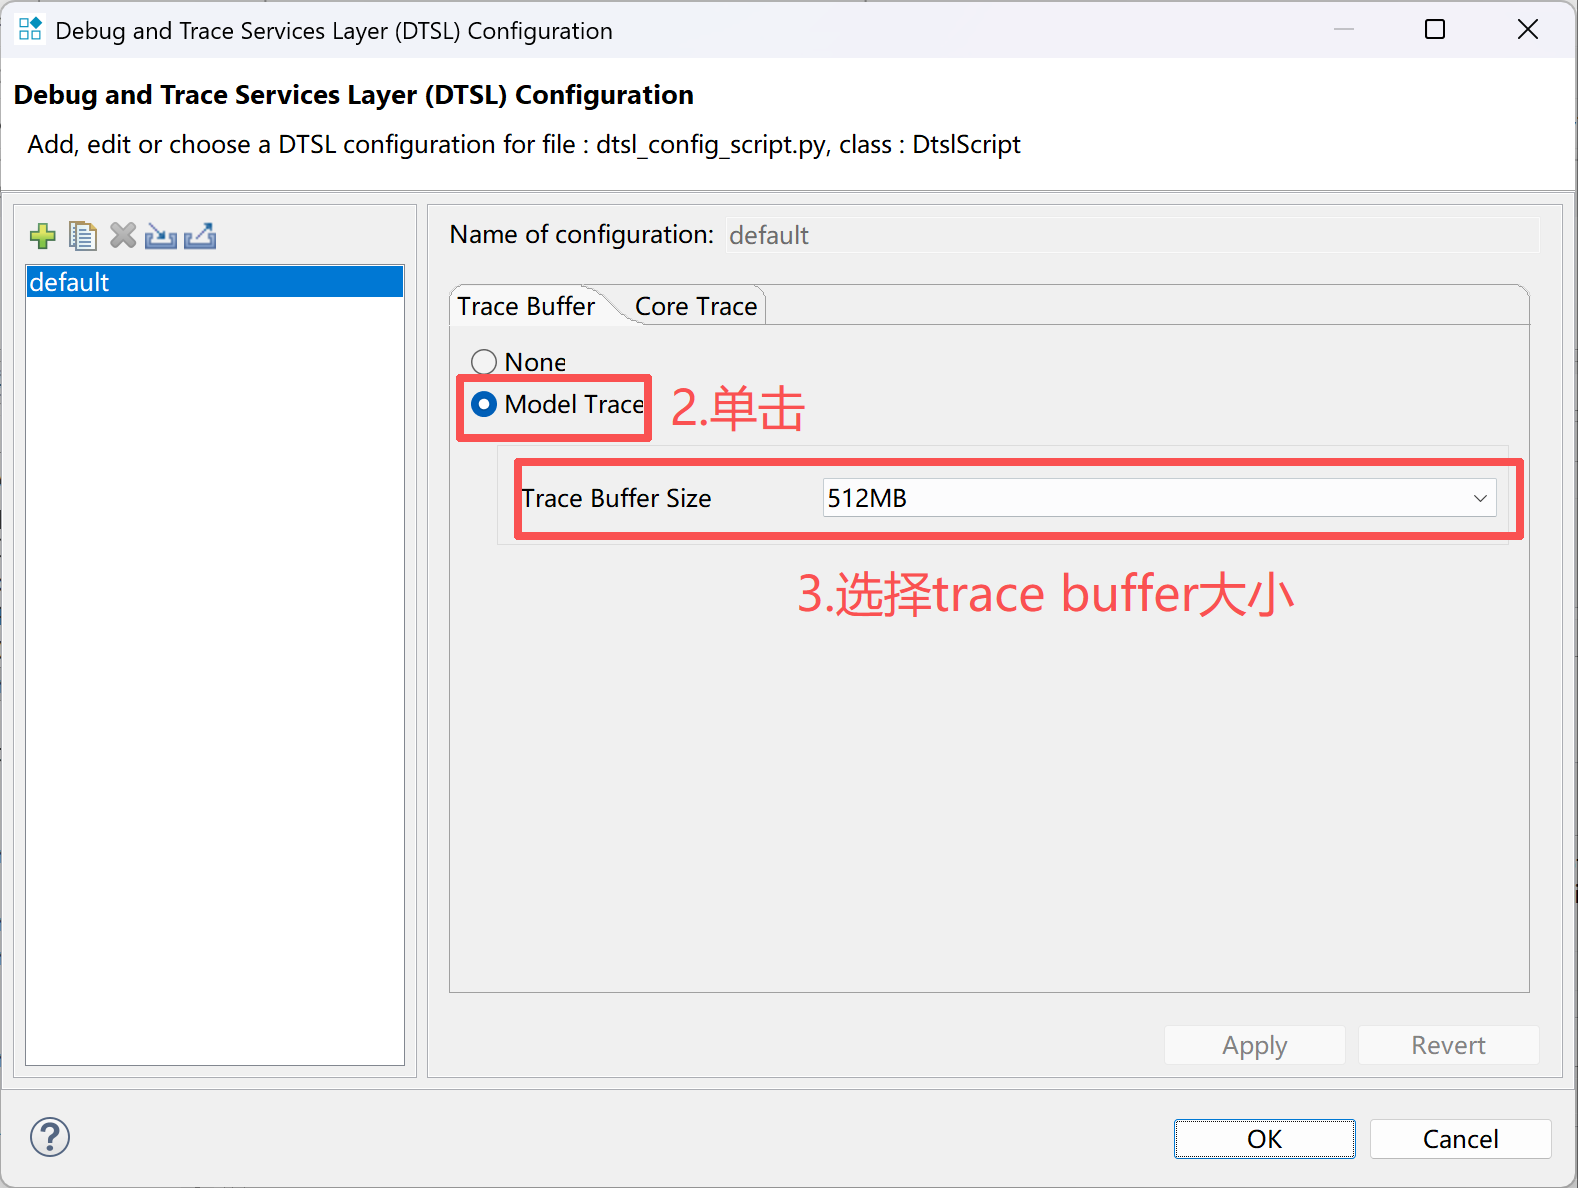 Debug and Trace Services Layer (DTSL) Configuration
Debug and Trace Services Layer (DTSL) Configuration
Add, edit or choose a DTSL configuration for file : dtsl_config_script.py, class : DtslScript
default
Name of configuration: default
Trace Buffer
Core Trace
None
Model Trace
2.单击
Trace Buffer Size
512MB
3.选择trace buffer大小
Apply
Revert
?
OK
Cancel